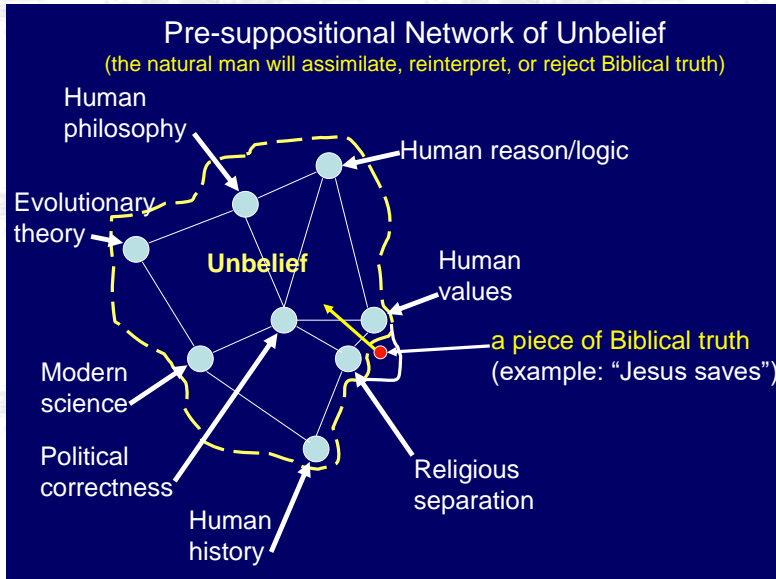 Pre-suppositional Network of Unbelief
(the natural man will assimilate, reinterpret, or reject Biblical truth)
Human
philosophy
Human reason/logic
Evolutionary
theory
Unbelief
Human
values
a piece of Biblical truth
(example: “Jesus saves”)
Modern
science
Political
correctness
Religious
separation
Human
history